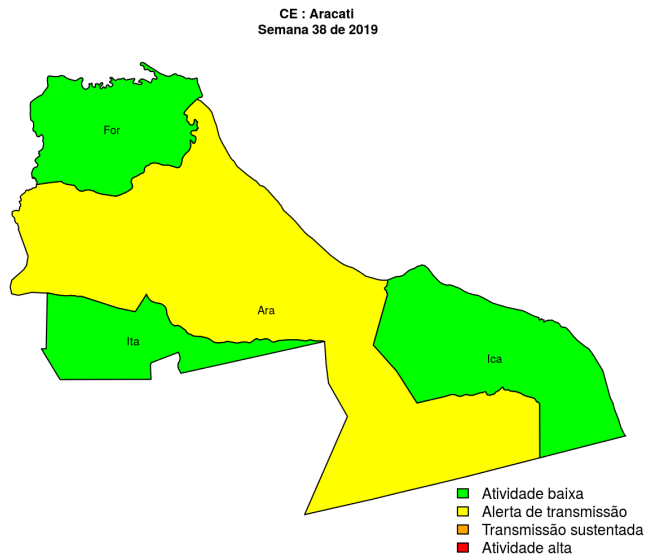 CE : Aracati
Semana 38 de 2019
For
Ara
Ita
Ica
Atividade baixa
Alerta de transmissão
Transmissão sustentada
Atividade alta